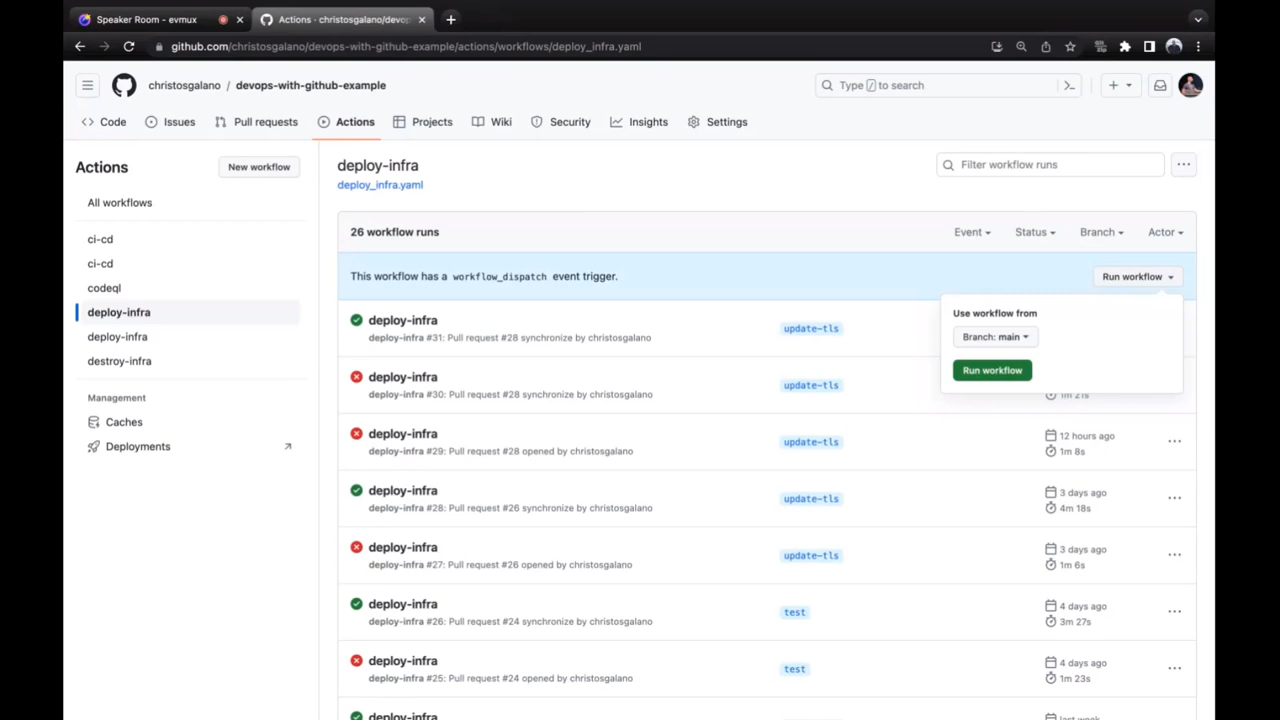 Speaker Room - evmux
Actions · christosgalano/devop
github.com/christosgalano/devops-with-github-example/actions/workflows/deploy_infra.yaml
christosgalano / devops-with-github-example
Type / to search
Code
Issues
Pull requests
Actions
Projects
Wiki
Security
Insights
Settings
Actions
New workflow
All workflows
ci-cd
ci-cd
codeql
deploy-infra
deploy-infra
destroy-infra
Management
Caches
Deployments
deploy-infra
deploy_infra.yaml
Filter workflow runs
26 workflow runs
Event
Status
Branch
Actor
This workflow has a workflow_dispatch event trigger.
Run workflow
Use workflow from
Branch: main
Run workflow
deploy-infra
deploy-infra #31: Pull request #28 synchronize by christosgalano
update-tls
deploy-infra
deploy-infra #30: Pull request #28 synchronize by christosgalano
update-tls
1m 21s
deploy-infra
deploy-infra #29: Pull request #28 opened by christosgalano
update-tls
12 hours ago
1m 8s
deploy-infra
deploy-infra #28: Pull request #26 synchronize by christosgalano
update-tls
3 days ago
4m 18s
deploy-infra
deploy-infra #27: Pull request #26 opened by christosgalano
update-tls
3 days ago
1m 6s
deploy-infra
deploy-infra #26: Pull request #24 synchronize by christosgalano
test
4 days ago
3m 27s
deploy-infra
deploy-infra #25: Pull request #24 opened by christosgalano
test
4 days ago
1m 23s
deploy-infra
last week